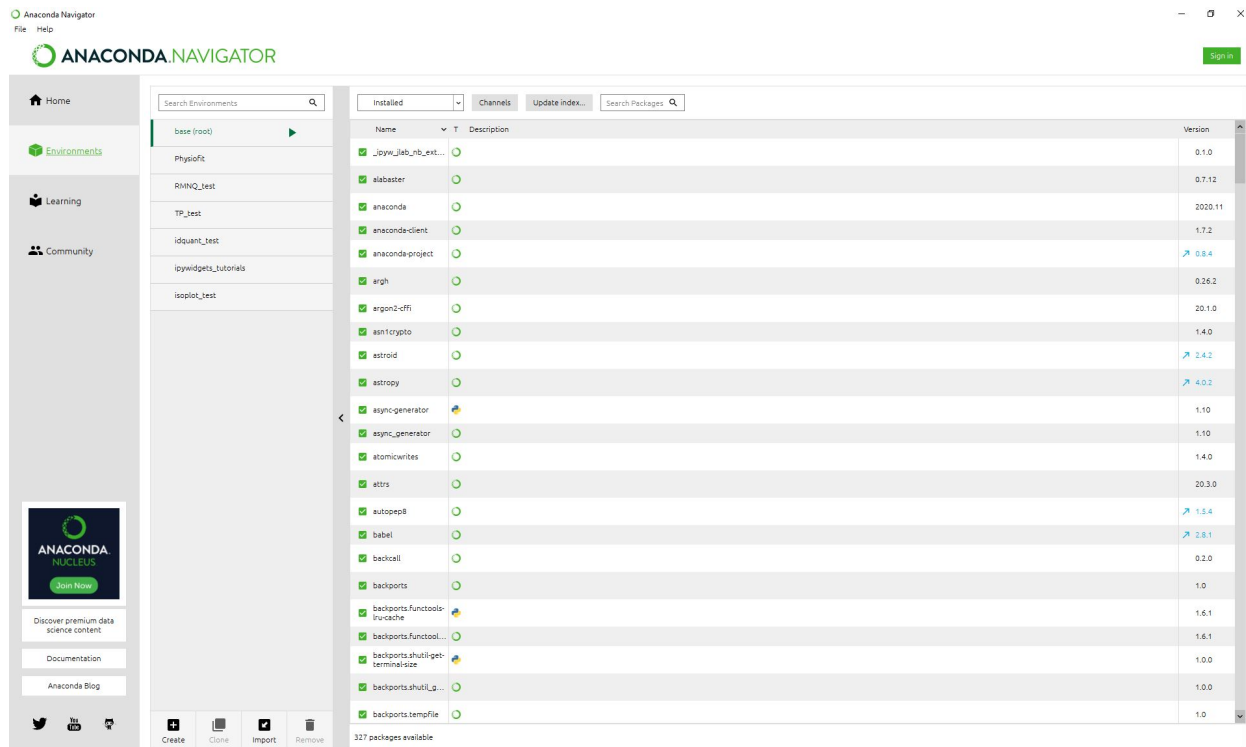 Anaconda Navigator
File Help
ANACONDA.NAVIGATOR
Sign in
Home
Environments
Learning
Community
ANACONDA.
NUCLEUS
Join Now
Discover premium data
science content
Documentation
Anaconda Blog
You
Tube
Search Environments
base (root)
Physiofit
RMNQ_test
TP_test
idquant_test
ipywidgets_tutorials
isoplot_test
Create
Clone
Import
Remove
Installed
Channels
Update index...
Search Packages
Name T Description Version
_ipyw_jlab_nb_ext... 0.1.0
alabaster 0.7.12
anaconda 2020.11
anaconda-client 1.7.2
anaconda-project 0.8.4
argh 0.26.2
argon2-cffi 20.1.0
asn1crypto 1.4.0
astroid 2.4.2
astropy 4.0.2
async-generator 1.10
async_generator 1.10
atomicwrites 1.4.0
attrs 20.3.0
autopep8 1.5.4
babel 2.8.1
backcall 0.2.0
backports 1.0
backports.functools-
lru-cache 1.6.1
backports.functool... 1.6.1
backports.shutil-get-
terminal-size 1.0.0
backports.shutil_g... 1.0.0
backports.tempfile 1.0
327 packages available